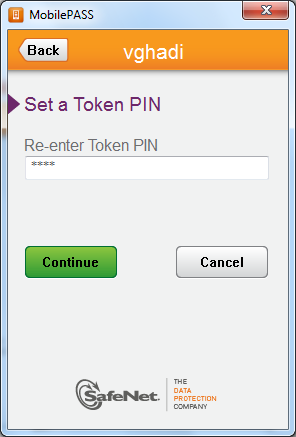 MobilePASS
Back
vghadi
Set a Token PIN
Re-enter Token PIN
****
Continue
Cancel
SafeNet.
THE
DATA
PROTECTION
COMPANY